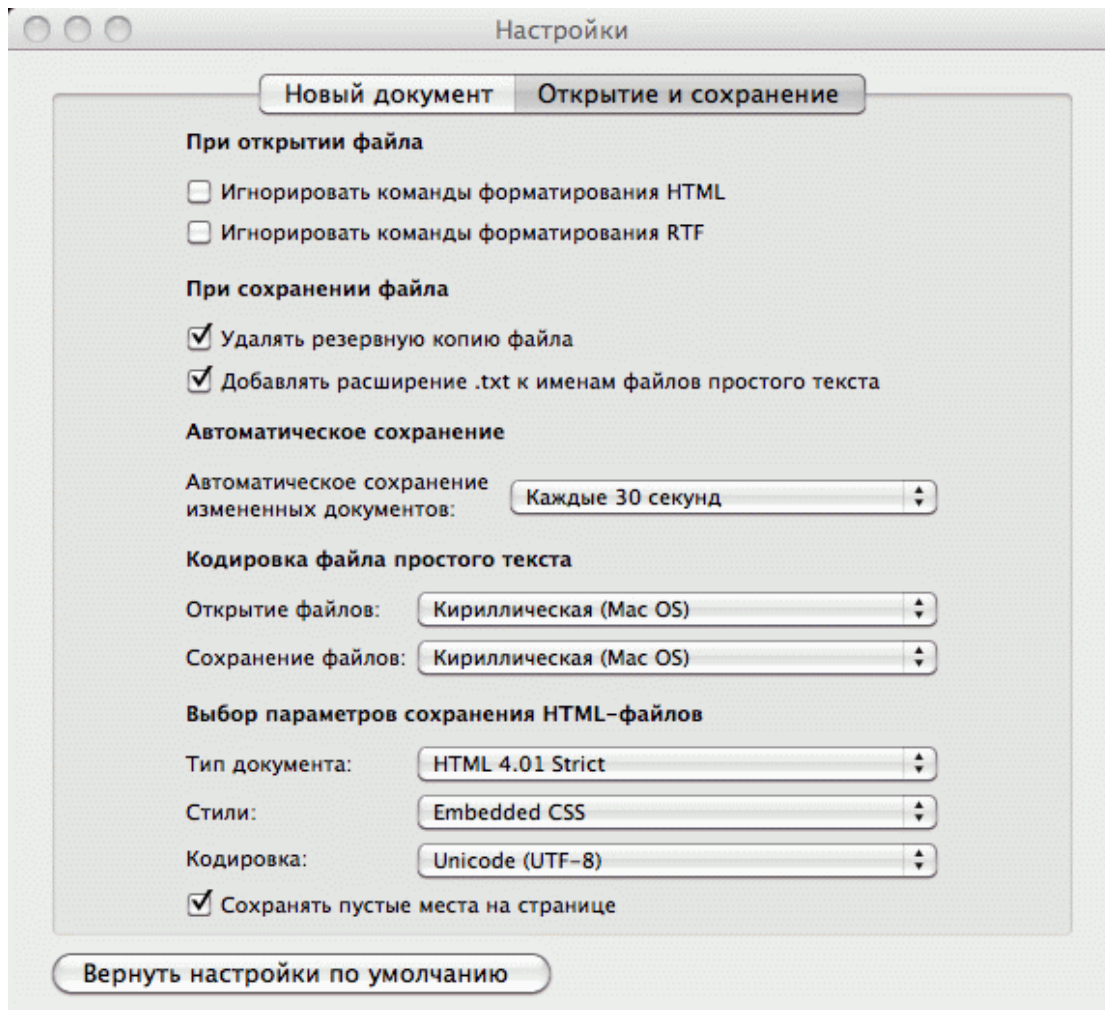 Настройки
Новый документ
Открытие и сохранение
При открытии файла
Игнорировать команды форматирования HTML
Игнорировать команды форматирования RTF
При сохранении файла
Удалять резервную копию файла
Добавлять расширение .txt к именам файлов простого текста
Автоматическое сохранение
Автоматическое сохранение
измененных документов:
Каждые 30 секунд
Кодировка файла простого текста
Открытие файлов:
Кириллическая (Mac OS)
Сохранение файлов:
Кириллическая (Mac OS)
Выбор параметров сохранения HTML-файлов
Тип документа:
HTML 4.01 Strict
Стили:
Embedded CSS
Кодировка:
Unicode (UTF-8)
Сохранять пустые места на странице
Вернуть настройки по умолчанию